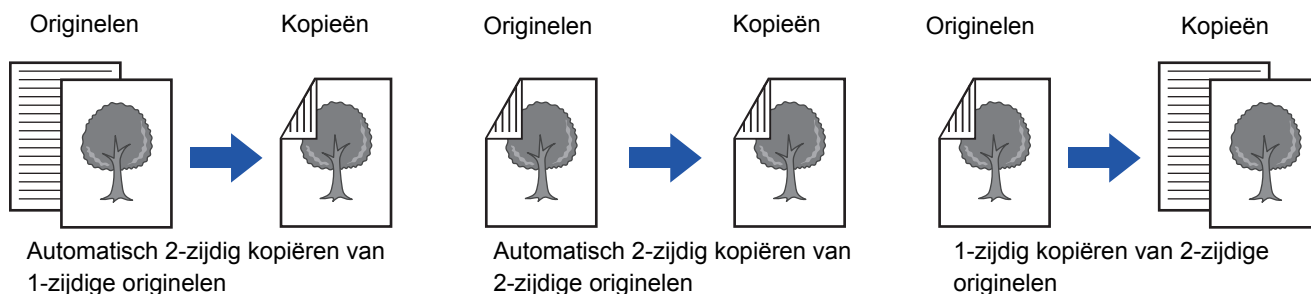 Originelen
Kopieën
Originelen
Kopieën
Originelen
Kopieën
Automatisch 2-zijdig kopiëren van
1-zijdige originelen
Automatisch 2-zijdig kopiëren van
2-zijdige originelen
1-zijdig kopiëren van 2-zijdige
originelen